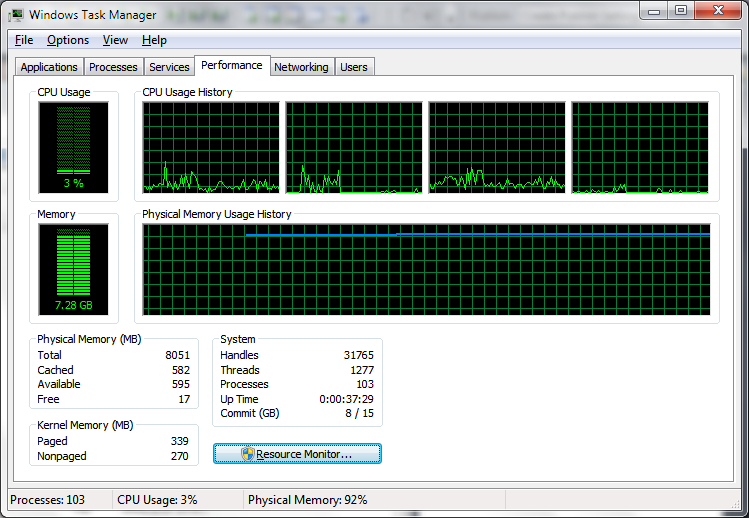 Windows Task Manager
File Options View Help
Applications Processes Services Performance Networking Users
CPU Usage
CPU Usage History
3 %
Memory
Physical Memory Usage History
7.28 GB
Physical Memory (MB)
Total 8051
Cached 582
Available 595
Free 17
System
Handles 31765
Threads 1277
Processes 103
Up Time 0:00:37:29
Commit (GB) 8 / 15
Kernel Memory (MB)
Paged 339
Nonpaged 270
Resource Monitor...
Processes: 103 CPU Usage: 3% Physical Memory: 92%